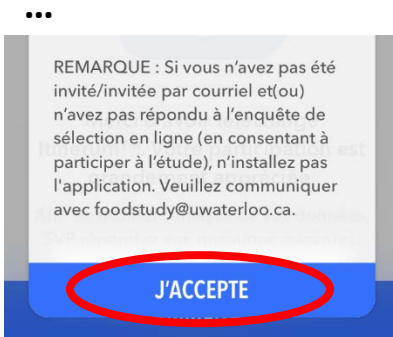 ...
REMARQUE : Si vous n'avez pas été
invité/invitée par courriel et(ou)
n'avez pas répondu à l'enquête de
sélection en ligne (en consentant à
participer à l'étude), n'installez pas
l'application. Veuillez communiquer
avec foodstudy@uwaterloo.ca.
J'ACCEPTE